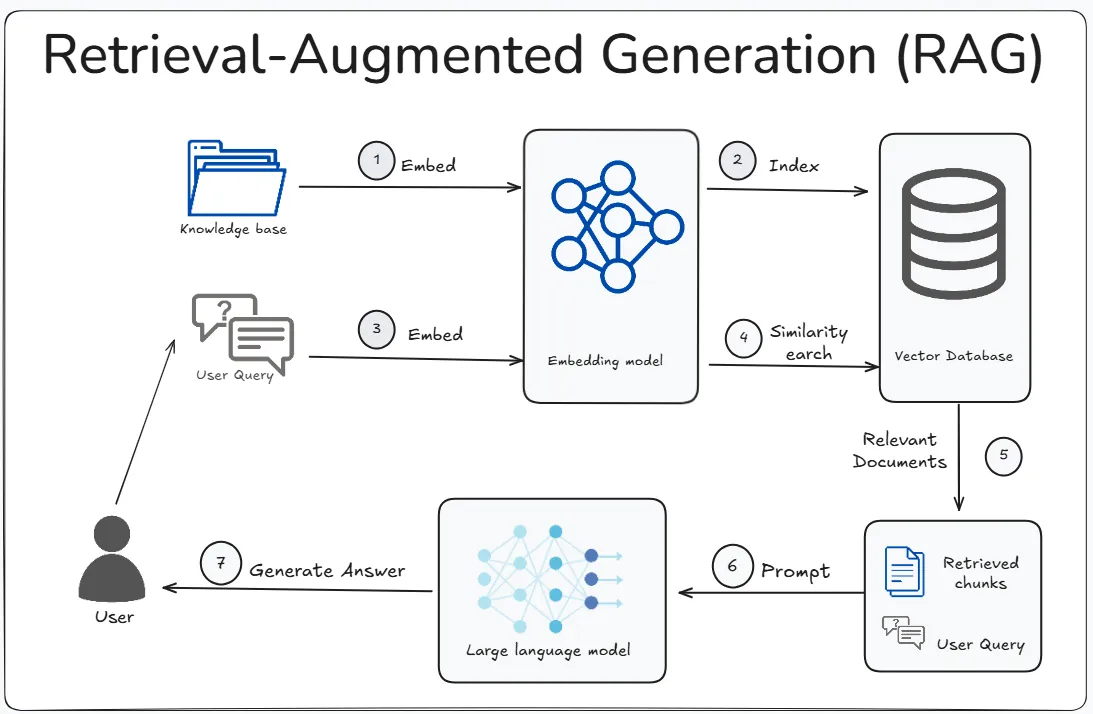 Retrieval-Augmented Generation (RAG)
1 Embed
2 Index
Knowledge base
3 Embed
4 Similarity
earch
User Query
Embedding model
Vector Database
Relevant
Documents
5
7 Generate Answer
6 Prompt
Retrieved
chunks
User Query
Large language model
User
?
?